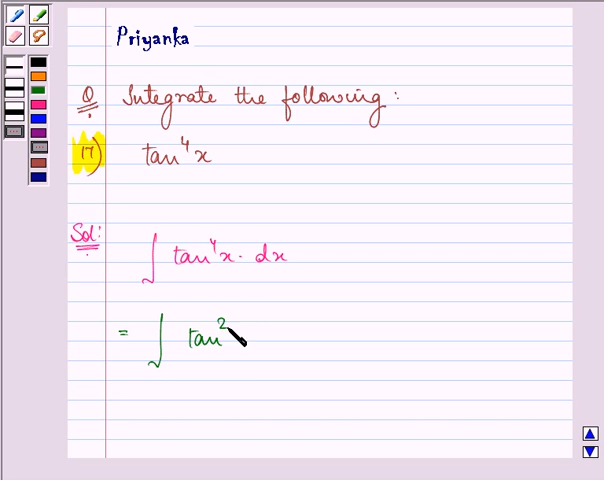 Priyanka
Q Integrate the following :
17) tan⁴x
Sol:
∫ tan⁴x · dx
= ∫ tan²